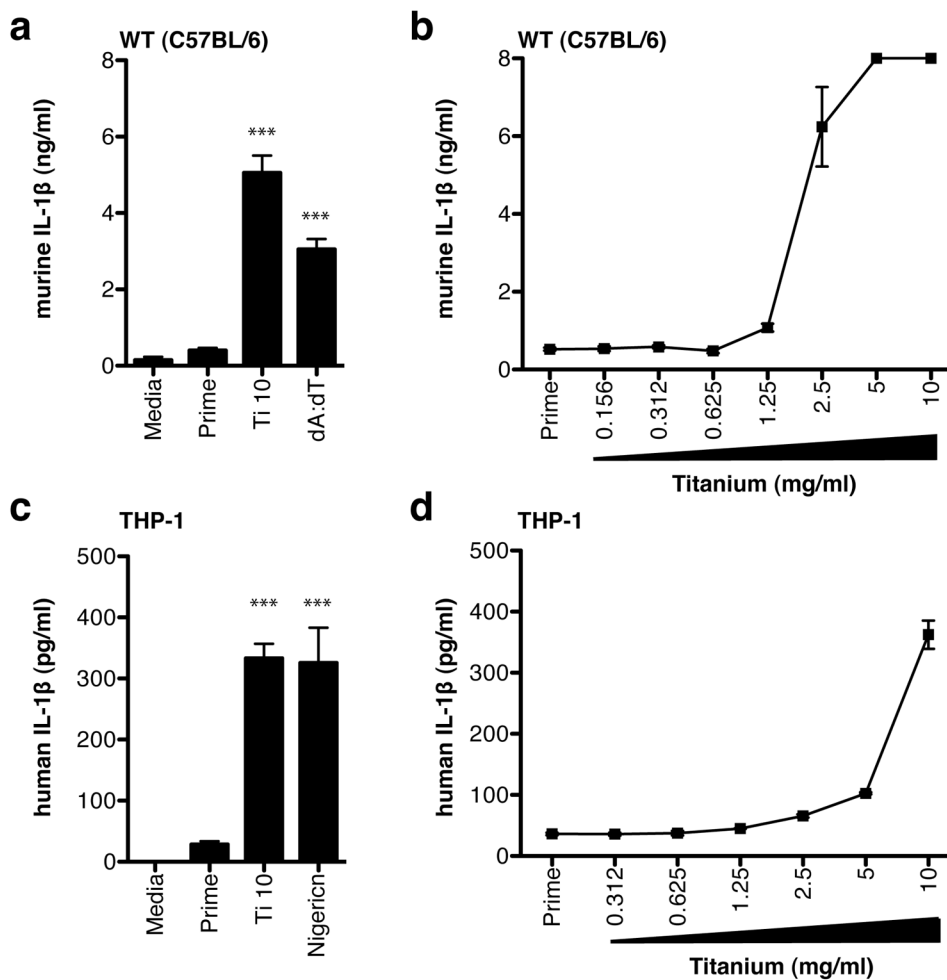 a
WT (C57BL/6)
murine IL-1β (ng/ml)
8
6
4
2
0
***
***
Media
Prime
Ti 10
dA:dT
b
WT (C57BL/6)
murine IL-1β (ng/ml)
8
6
4
2
0
Prime
0.156
0.312
0.625
1.25
2.5
5
10
Titanium (mg/ml)
c
THP-1
human IL-1β (pg/ml)
500
400
300
200
100
0
***
***
Media
Prime
Ti 10
Nigericn
d
THP-1
human IL-1β (pg/ml)
500
400
300
200
100
0
Prime
0.312
0.625
1.25
2.5
5
10
Titanium (mg/ml)